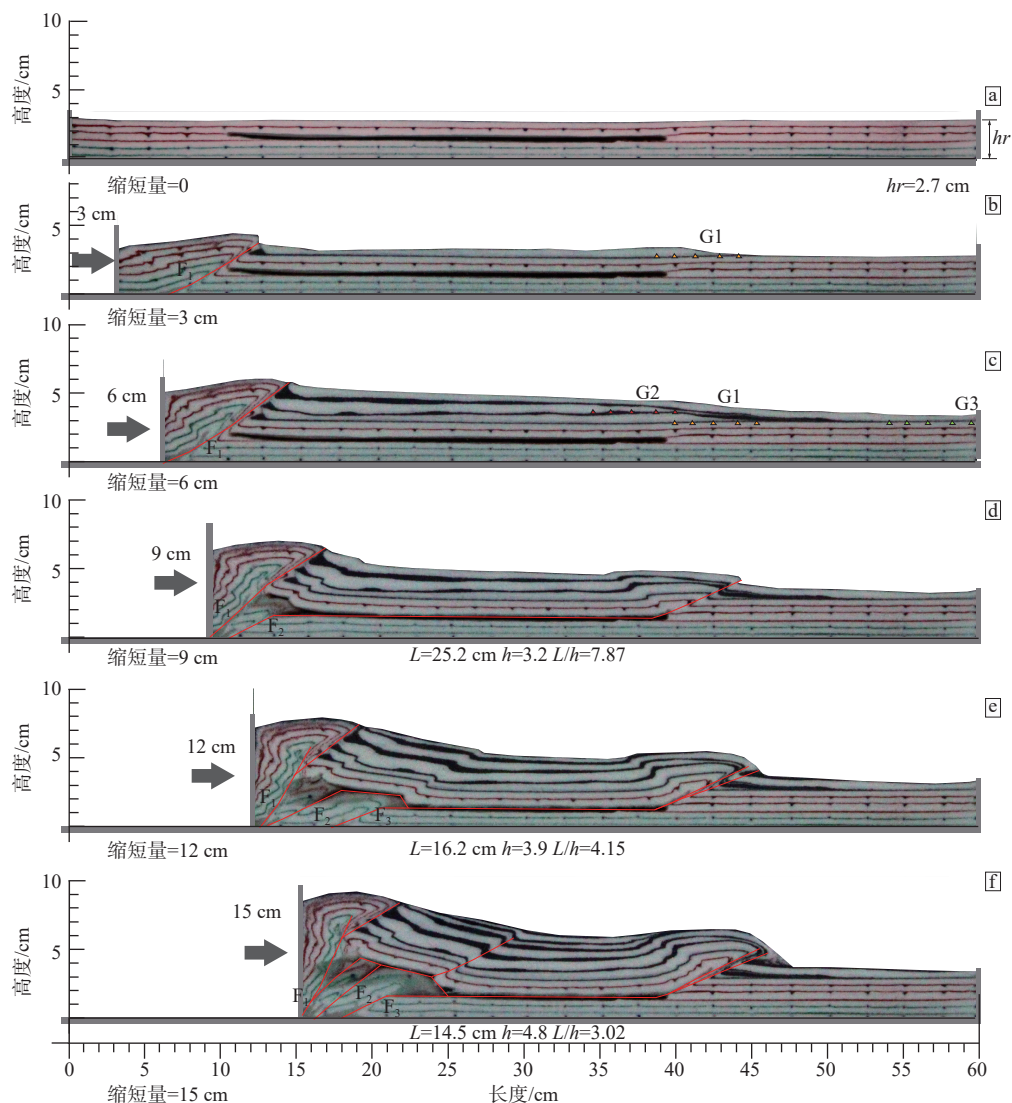 10
5
高度/cm
a
hr
缩短量=0
hr=2.7 cm
b
3 cm
5
高度/cm
G1
F1
缩短量=3 cm
10
5
高度/cm
c
6 cm
G2
G1
G3
F1
缩短量=6 cm
10
5
高度/cm
d
9 cm
F1
F2
缩短量=9 cm
L=25.2 cm h=3.2 L/h=7.87
10
5
高度/cm
e
12 cm
F1
F2
F3
缩短量=12 cm
L=16.2 cm h=3.9 L/h=4.15
10
5
高度/cm
f
15 cm
F1
F2
F3
L=14.5 cm h=4.8 L/h=3.02
0 5 10 15 20 25 30 35 40 45 50 55 60
缩短量=15 cm
长度/cm